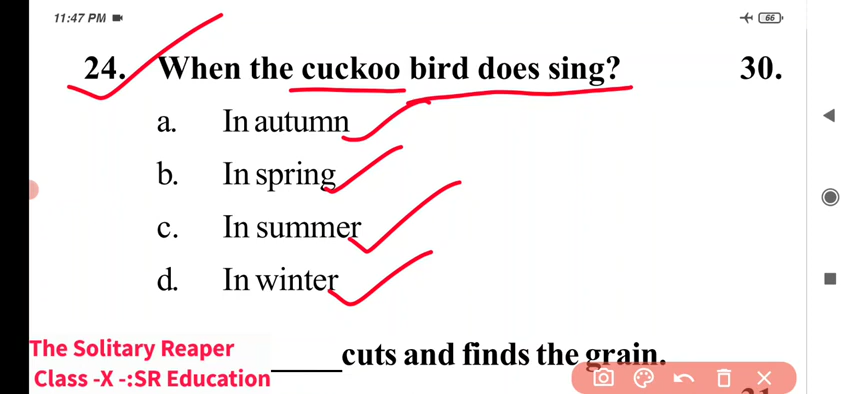 11:47 PM
66
24. When the cuckoo bird does sing? 30.
a. In autumn
b. In spring
c. In summer
d. In winter
The Solitary Reaper
Class -X -:SR Education
_____cuts and finds the grain.